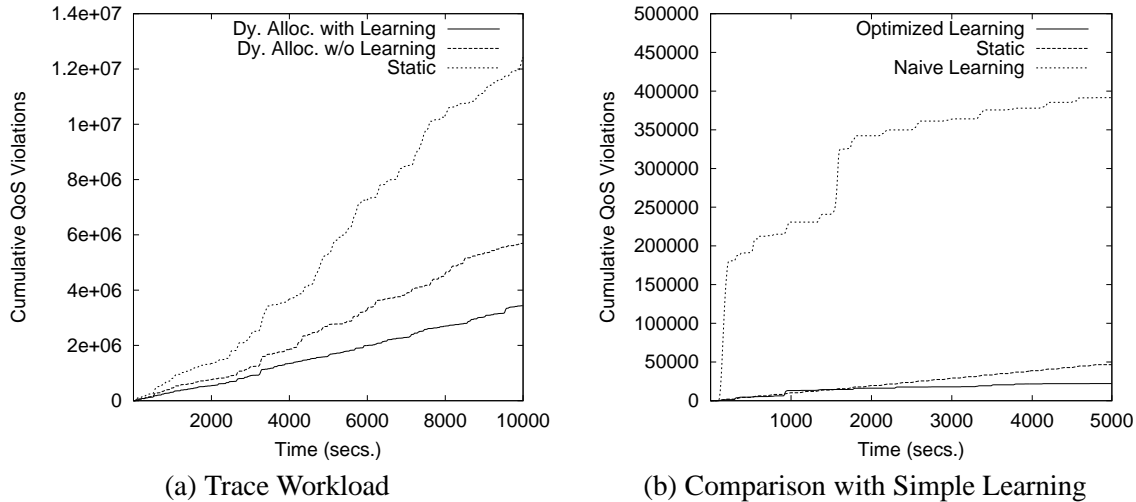 1.4e+07
1.2e+07
1e+07
8e+06
6e+06
4e+06
2e+06
0
2000 4000 6000 8000 10000
Cumulative QoS Violations
Time (secs.)
Dy. Alloc. with Learning
Dy. Alloc. w/o Learning
Static
(a) Trace Workload
500000
450000
400000
350000
300000
250000
200000
150000
100000
50000
0
1000 2000 3000 4000 5000
Cumulative QoS Violations
Time (secs.)
Optimized Learning
Static
Naive Learning
(b) Comparison with Simple Learning